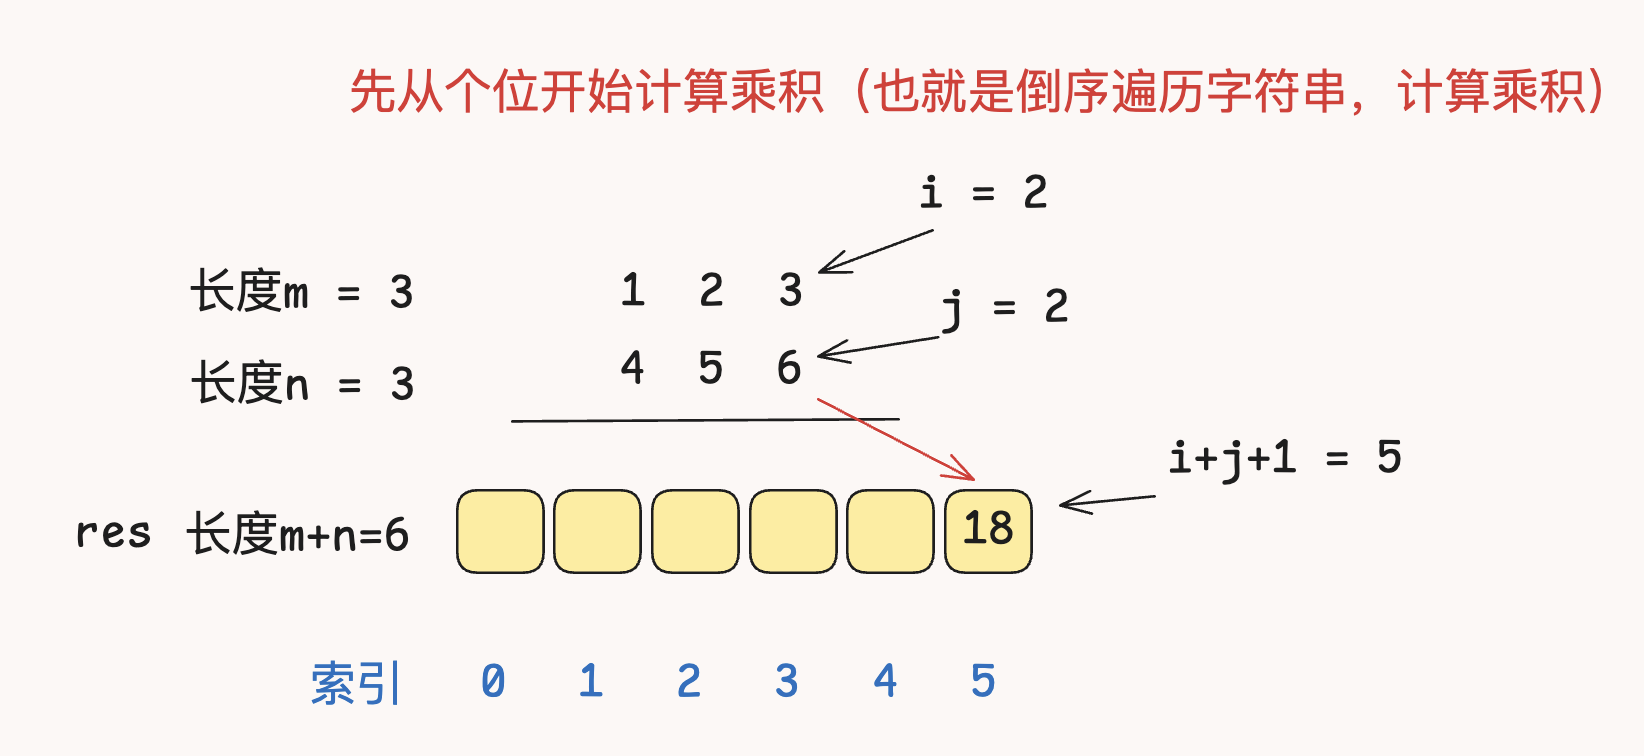 先从个位开始计算乘积（也就是倒序遍历字符串，计算乘积）
i = 2
长度m = 3 1 2 3
j = 2
长度n = 3 4 5 6
i+j+1 = 5
res 长度m+n=6 18
索引 0 1 2 3 4 5